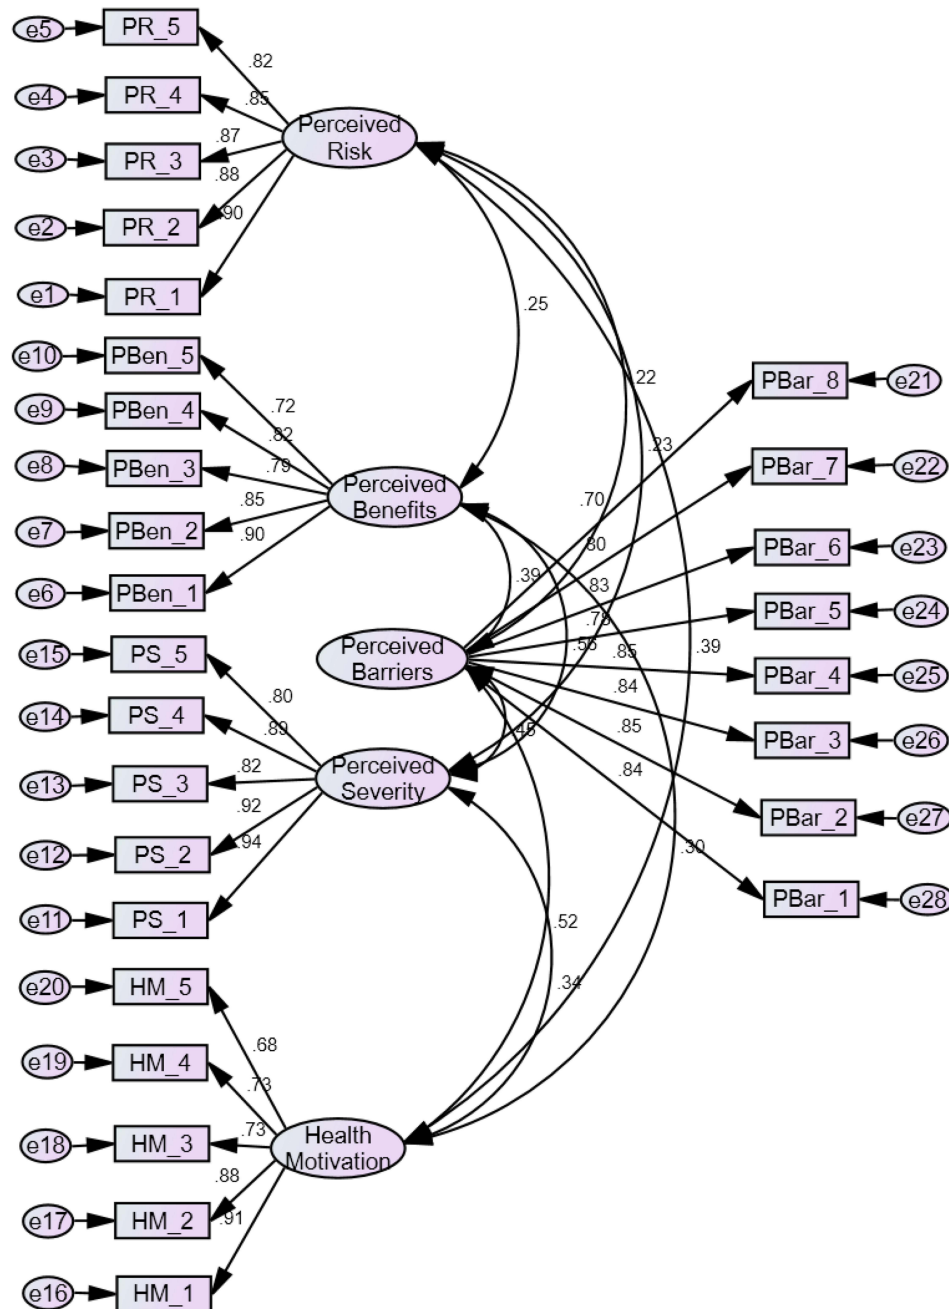 e5 PR_5
.82
e4 PR_4
.85
Perceived
Risk
e3 PR_3
.87
.88
e2 PR_2
.90
e1 PR_1
.25
e10 PBen_5
.72
e9 PBen_4
.82
e8 PBen_3
.79
Perceived
Benefits
.85
e7 PBen_2
.90
e6 PBen_1
.22
.23
.70
.80
.39
.83
.56
.85
.39
.84
.85
.84
PBar_8 e21
PBar_7 e22
PBar_6 e23
PBar_5 e24
PBar_4 e25
PBar_3 e26
PBar_2 e27
PBar_1 e28
Perceived
Barriers
e15 PS_5
.80
e14 PS_4
.89
Perceived
Severity
.45
e13 PS_3
.82
.92
e12 PS_2
.94
e11 PS_1
.30
.52
.34
e20 HM_5
.68
e19 HM_4
.73
e18 HM_3
.73
Health
Motivation
.88
e17 HM_2
.91
e16 HM_1